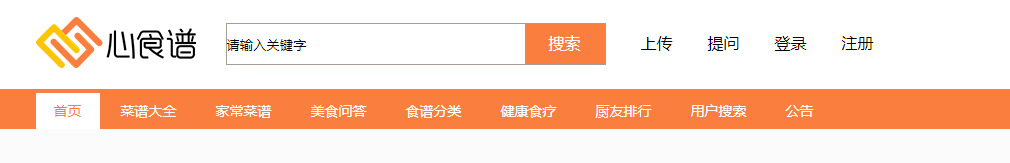 心食谱 请输入关键字 搜索 上传 提问 登录 注册
首页 菜谱大全 家常菜谱 美食问答 食谱分类 健康食疗 厨友排行 用户搜索 公告